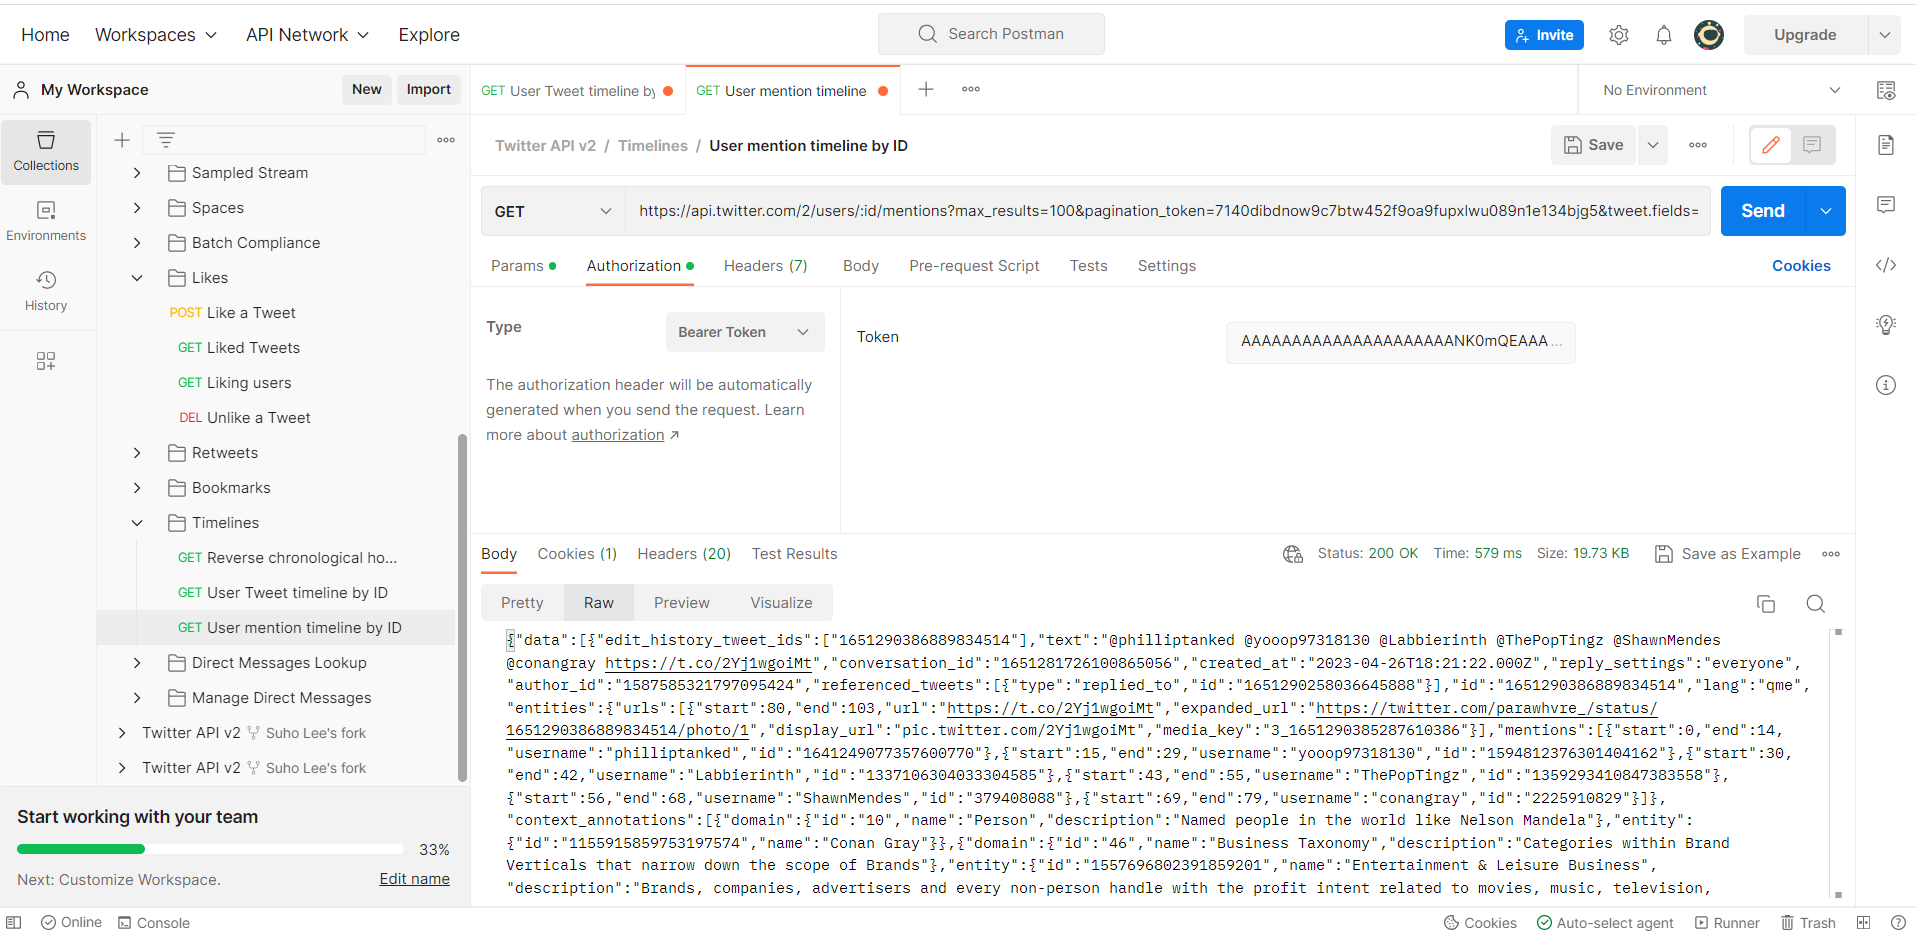 Home Workspaces API Network Explore Search Postman Invite Upgrade
My Workspace New Import GET User Tweet timeline by GET User mention timeline No Environment
Collections
Environments
History
Sampled Stream
Spaces
Batch Compliance
Likes
POST Like a Tweet
GET Liked Tweets
GET Liking users
DEL Unlike a Tweet
Retweets
Bookmarks
Timelines
GET Reverse chronological ho...
GET User Tweet timeline by ID
GET User mention timeline by ID
Direct Messages Lookup
Manage Direct Messages
Twitter API v2 Suho Lee's fork
Twitter API v2 Suho Lee's fork
Start working with your team
33%
Next: Customize Workspace. Edit name
Twitter API v2 / Timelines / User mention timeline by ID Save
GET https://api.twitter.com/2/users/:id/mentions?max_results=100&pagination_token=7140dibdnow9c7btw452f9oa9fupxlwu089n1e134bjg5&tweet.fields= Send
Params Authorization Headers (7) Body Pre-request Script Tests Settings Cookies
Type Bearer Token
The authorization header will be automatically
generated when you send the request. Learn
more about authorization ↗
Token AAAAAAAAAAAAAAAAAAAAANK0mQEAAA ...
Body Cookies (1) Headers (20) Test Results Status: 200 OK Time: 579 ms Size: 19.73 KB Save as Example
Pretty Raw Preview Visualize
{"data":[{"edit_history_tweet_ids":["1651290386889834514"],"text":"@philliptanked @yooop97318130 @Labbierinth @ThePopTingz @ShawnMendes
@conangray https://t.co/2Yj1wgoiMt","conversation_id":"1651281726100865056","created_at":"2023-04-26T18:21:22.000Z","reply_settings":"everyone",
"author_id":"1587585321797095424","referenced_tweets":[{"type":"replied_to","id":"1651290258036645888"}],"id":"1651290386889834514","lang":"qme",
"entities":{"urls":[{"start":80,"end":103,"url":"https://t.co/2Yj1wgoiMt","expanded_url":"https://twitter.com/parawhvre_/status/
1651290386889834514/photo/1","display_url":"pic.twitter.com/2Yj1wgoiMt","media_key":"3_1651290385287610386"}],"mentions":[{"start":0,"end":14,
"username":"philliptanked","id":"1641249077357600770"},{"start":15,"end":29,"username":"yooop97318130","id":"1594812376301404162"},{"start":30,
"end":42,"username":"Labbierinth","id":"1337106304033304585"},{"start":43,"end":55,"username":"ThePopTingz","id":"1359293410847383558"},
{"start":56,"end":68,"username":"ShawnMendes","id":"379408088"},{"start":69,"end":79,"username":"conangray","id":"2225910829"}]},
"context_annotations":[{"domain":{"id":"10","name":"Person","description":"Named people in the world like Nelson Mandela"},"entity":
{"id":"1155915859753197574","name":"Conan Gray"}},{"domain":{"id":"46","name":"Business Taxonomy","description":"Categories within Brand
Verticals that narrow down the scope of Brands"},"entity":{"id":"1557696802391859201","name":"Entertainment & Leisure Business",
"description":"Brands, companies, advertisers and every non-person handle with the profit intent related to movies, music, television,
Online Console Cookies Auto-select agent Runner Trash